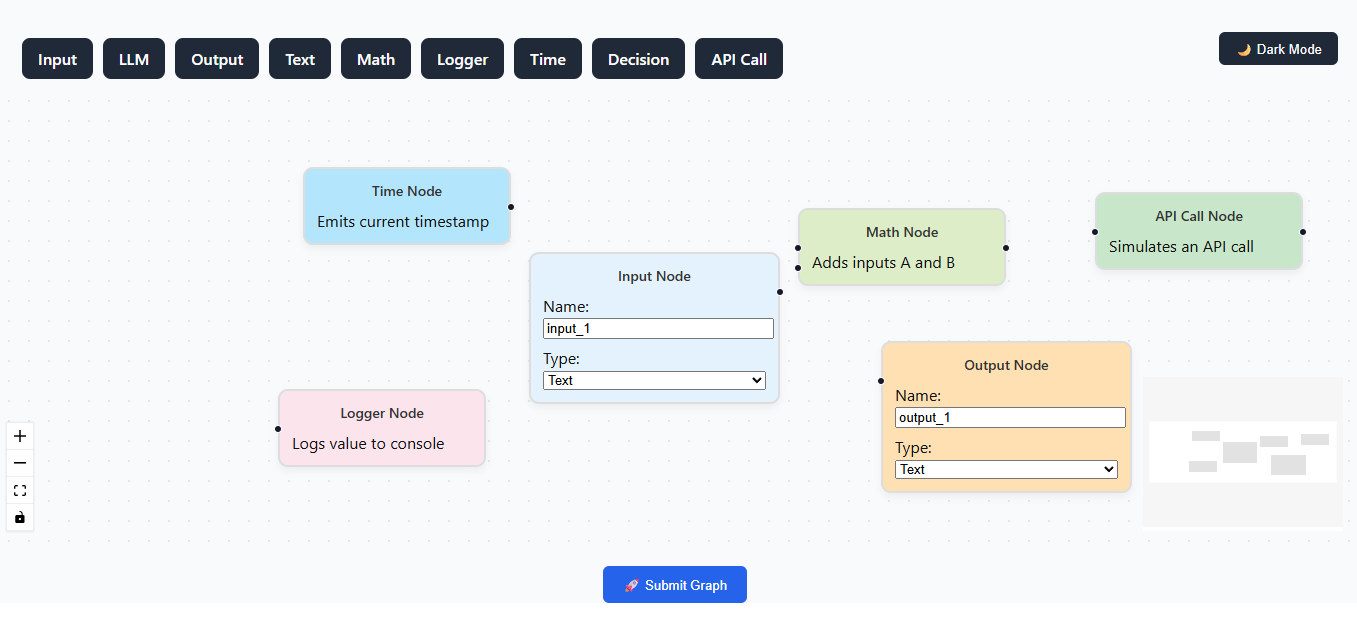 Input LLM Output Text Math Logger Time Decision API Call
🌙 Dark Mode
Time Node
Emits current timestamp
Input Node
Name:
input_1
Type:
Text
Math Node
Adds inputs A and B
API Call Node
Simulates an API call
Logger Node
Logs value to console
Output Node
Name:
output_1
Type:
Text
🚀 Submit Graph